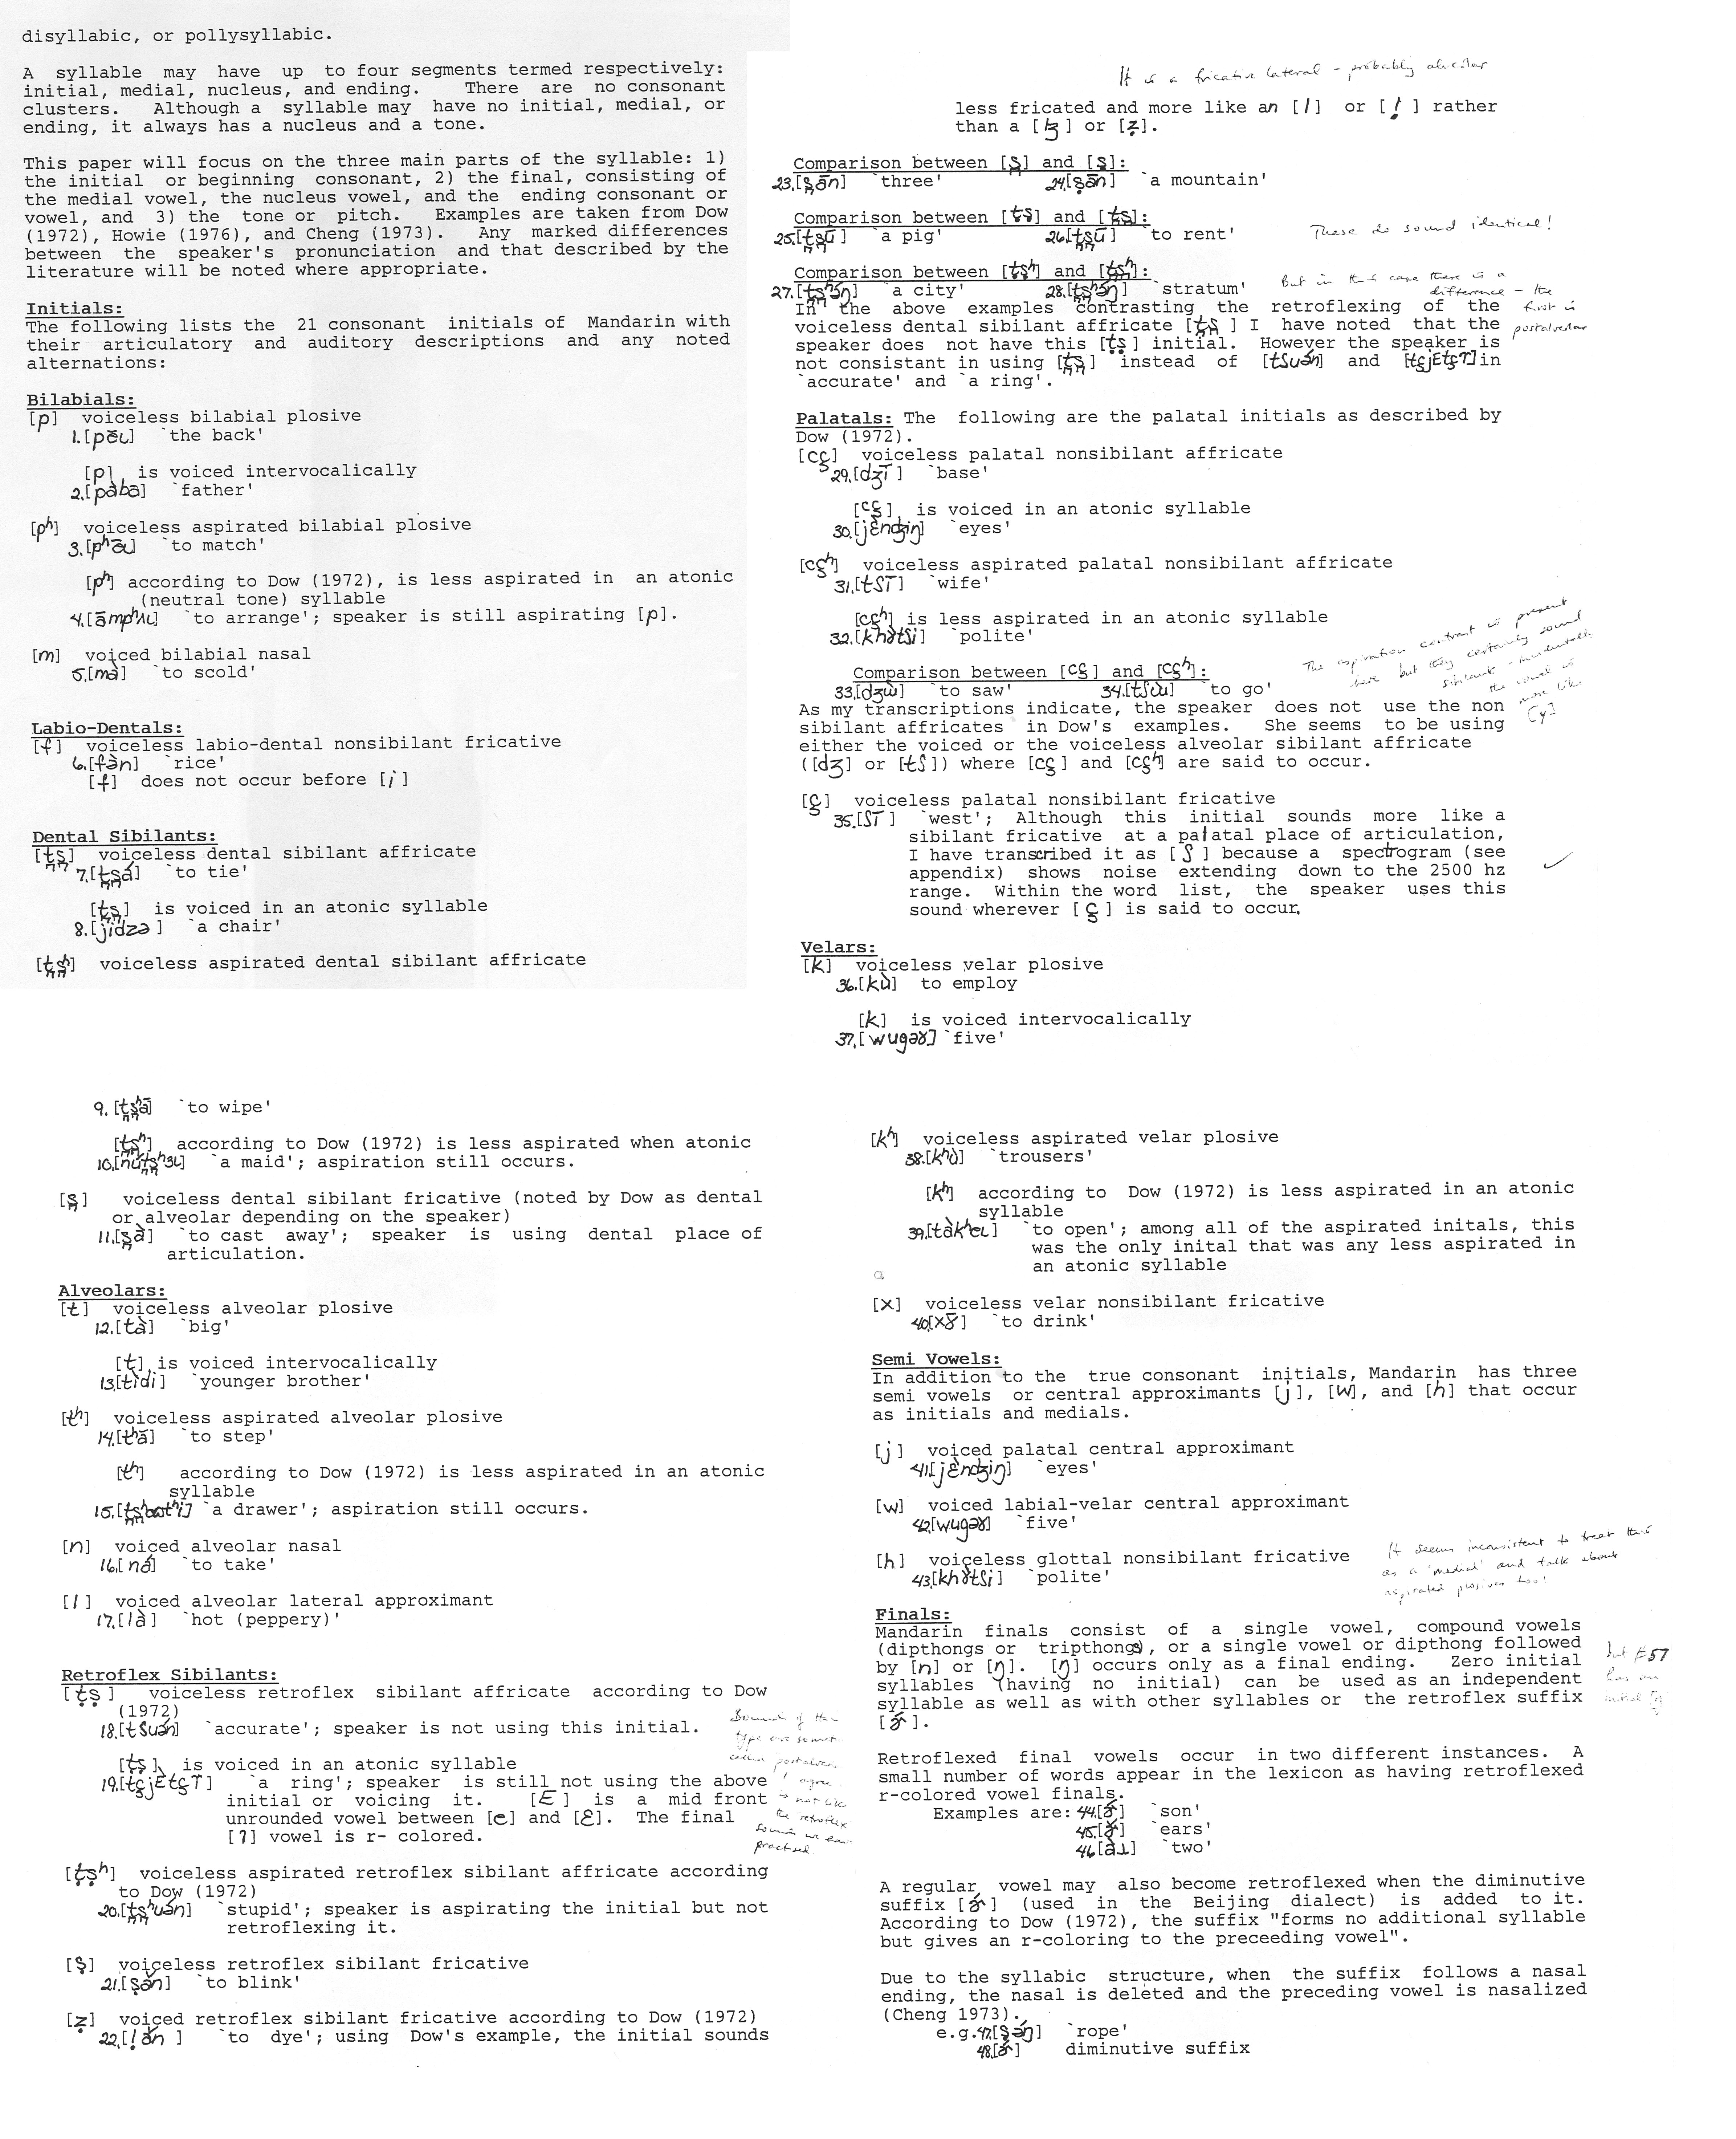 disyllabic, or pollysyllabic.
A syllable may have up to four segments termed respectively:
initial, medial, nucleus, and ending. There are no consonant
clusters. Although a syllable may have no initial, medial, or
ending, it always has a nucleus and a tone.
This paper will focus on the three main parts of the syllable: 1)
the initial or beginning consonant, 2) the final, consisting of
the medial vowel, the nucleus vowel, and the ending consonant or
vowel, and 3) the tone or pitch. Examples are taken from Dow
(1972), Howie (1976), and Cheng (1973). Any marked differences
between the speaker's pronunciation and that described by the
literature will be noted where appropriate.
Initials:
The following lists the 21 consonant initials of Mandarin with
their articulatory and auditory descriptions and any noted
alternations:
Bilabials:
[p] voiceless bilabial plosive
1.[pēɩ] `the back'
[p] is voiced intervocalically
2.[pàba] `father'
[pʰ] voiceless aspirated bilabial plosive
3.[pʰēɩ] `to match'
[pʰ] according to Dow (1972), is less aspirated in an atonic
(neutral tone) syllable
4.[āmpʰʌɩ] `to arrange'; speaker is still aspirating [p].
[m] voiced bilabial nasal
5.[mà] `to scold'
Labio-Dentals:
[f] voiceless labio-dental nonsibilant fricative
6.[fàn] `rice'
[f] does not occur before [i]
Dental Sibilants:
[t̪s̪] voiceless dental sibilant affricate
7.[t̪s̪á] `to tie'
[t̪s̪] is voiced in an atonic syllable
8.[jǐdzə] `a chair'
[t̪s̪ʰ] voiceless aspirated dental sibilant affricate
9.[t̪s̪ʰā] `to wipe'
[t̪s̪ʰ] according to Dow (1972) is less aspirated when atonic
10.[nǔt̪s̪ʰɜɩ] `a maid'; aspiration still occurs.
[s̪] voiceless dental sibilant fricative (noted by Dow as dental
or alveolar depending on the speaker)
11.[s̪à] `to cast away'; speaker is using dental place of
articulation.
Alveolars:
[t] voiceless alveolar plosive
12.[tà] `big'
[t] is voiced intervocalically
13.[tìdi] `younger brother'
[tʰ] voiceless aspirated alveolar plosive
14.[tʰā] `to step'
[tʰ] according to Dow (1972) is less aspirated in an atonic
syllable
15. `a drawer'; aspiration still occurs.
[n] voiced alveolar nasal
16.[ná] `to take'
[l] voiced alveolar lateral approximant
17.[là] `hot (peppery)'
Retroflex Sibilants:
[ṭṣ] voiceless retroflex sibilant affricate according to Dow
(1972)
18.[tʃuǎn] `accurate'; speaker is not using this initial.
[ṭṣ] is voiced in an atonic syllable
19. `a ring'; speaker is still not using the above
initial or voicing it. [E] is a mid front
unrounded vowel between [e] and [ɛ]. The final
[ɿ] vowel is r- colored.
Sounds of this
type are
postalveo.
I agree
is not like
the retroflex
sounds we have
practised.
[ṭṣʰ] voiceless aspirated retroflex sibilant affricate according
to Dow (1972)
20.[t̪s̪ʰuǎn] `stupid'; speaker is aspirating the initial but not
retroflexing it.
[ṣ] voiceless retroflex sibilant fricative
21.[ṣǎn] `to blink'
[ẓ] voiced retroflex sibilant fricative according to Dow (1972)
22.[ḷǎn] `to dye'; using Dow's example, the initial sounds
It is a fricative lateral - probably alveolar
less fricated and more like an [l] or [ḷ] rather
than a [ɮ] or [ẓ].
Comparison between [s̪] and [ṣ]:
23.[s̪ān] `three' 24.[ṣān] `a mountain'
Comparison between [ṭṣ] and [t̪s̪]:
25.[t̪s̪ū] `a pig' 26.[t̪s̪ū] `to rent'
These do sound identical!
Comparison between [ṭṣʰ] and [t̪s̪ʰ]:
27.[t̪s̪ʰə́ŋ] `a city' 28.[t̪s̪ʰə́ŋ] `stratum'
But in this case there is a
difference - the
first is
postalveolar
In the above examples contrasting the retroflexing of the
voiceless dental sibilant affricate [t̪s̪] I have noted that the
speaker does not have this [ṭṣ] initial. However the speaker is
not consistant in using [t̪s̪] instead of [tʃuǎn] and in
`accurate' and `a ring'.
Palatals: The following are the palatal initials as described by
Dow (1972).
[cç] voiceless palatal nonsibilant affricate
29.[dʒī] `base'
[cç] is voiced in an atonic syllable
30.[jɛ̌ndʒiŋ] `eyes'
[cçʰ] voiceless aspirated palatal nonsibilant affricate
31.[tʃī] `wife'
[cçʰ] is less aspirated in an atonic syllable
32.[khɤ̀tʃi] `polite'
Comparison between [cç] and [cçʰ]:
33.[dʒù] `to saw' 34.[tʃù] `to go'
The aspiration contrast is present
here but they certainly sound
sibilant - incidentally
the vowel is
more like
[y]
As my transcriptions indicate, the speaker does not use the non
sibilant affricates in Dow's examples. She seems to be using
either the voiced or the voiceless alveolar sibilant affricate
([dʒ] or [tʃ]) where [cç] and [cçʰ] are said to occur.
[ç] voiceless palatal nonsibilant fricative
35.[ʃī] `west'; Although this initial sounds more like a
sibilant fricative at a palatal place of articulation,
I have transcribed it as [ʃ] because a spectrogram (see
appendix) shows noise extending down to the 2500 hz
range. Within the word list, the speaker uses this
sound wherever [ç] is said to occur.
Velars:
[k] voiceless velar plosive
36.[kù] to employ
[k] is voiced intervocalically
37.[wugəɤ] `five'
[kʰ] voiceless aspirated velar plosive
38.[kʰù] `trousers'
[kʰ] according to Dow (1972) is less aspirated in an atonic
syllable
39.[tàkʰeɩ] `to open'; among all of the aspirated initals, this
was the only inital that was any less aspirated in
an atonic syllable
[x] voiceless velar nonsibilant fricative
40.[xɤ̄] `to drink'
Semi Vowels:
In addition to the true consonant initials, Mandarin has three
semi vowels or central approximants [j], [w], and [h] that occur
as initials and medials.
[j] voiced palatal central approximant
41.[jɛ̌ndʒiŋ] `eyes'
[w] voiced labial-velar central approximant
42.[wugəɤ] `five'
[h] voiceless glottal nonsibilant fricative
43.[khɤ̀tʃi] `polite'
It seems inconsistent to treat this
as a 'medial' and talk about
aspirated plosives too!
Finals:
Mandarin finals consist of a single vowel, compound vowels
(dipthongs or tripthongs), or a single vowel or dipthong followed
by [n] or [ŋ]. [ŋ] occurs only as a final ending. Zero initial
syllables (having no initial) can be used as an independent
syllable as well as with other syllables or the retroflex suffix
[ɚ́].
but #57
has an
initial [ŋ]
Retroflexed final vowels occur in two different instances. A
small number of words appear in the lexicon as having retroflexed
r-colored vowel finals.
Examples are: 44.[ɚ́] `son'
45.[ɚ̌] `ears'
46. `two'
A regular vowel may also become retroflexed when the diminutive
suffix [ɚ́] (used in the Beijing dialect) is added to it.
According to Dow (1972), the suffix "forms no additional syllable
but gives an r-coloring to the preceeding vowel".
Due to the syllabic structure, when the suffix follows a nasal
ending, the nasal is deleted and the preceding vowel is nasalized
(Cheng 1973).
e.g.47.[ṣə́ŋ] `rope'
48.[ɚ́] diminutive suffix